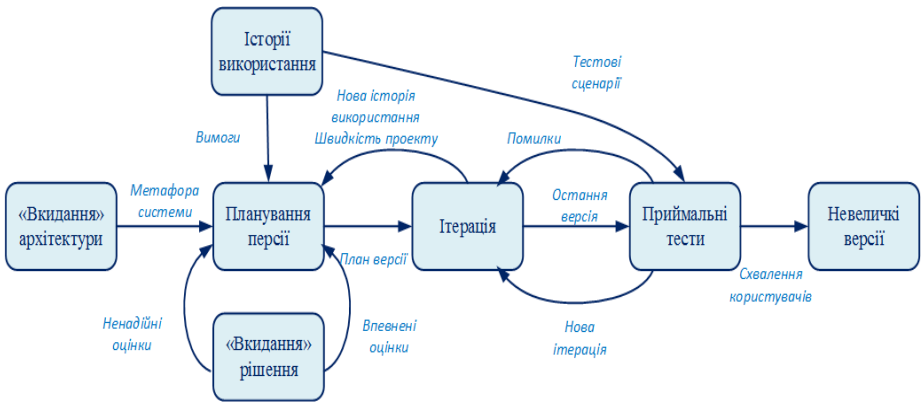 Історії
використання
Тестові
сценарії
Нова історія
використання
Швидкість проекту
Вимоги
Помилки
Метафора
системи
«Вкидання»
архітектури
Планування
персії
Ітерація
Остання
версія
Приймальні
тести
Невеличкі
версії
План версії
Схвалення
користувачів
Ненадійні
оцінки
«Вкидання»
рішення
Впевнені
оцінки
Нова
ітерація